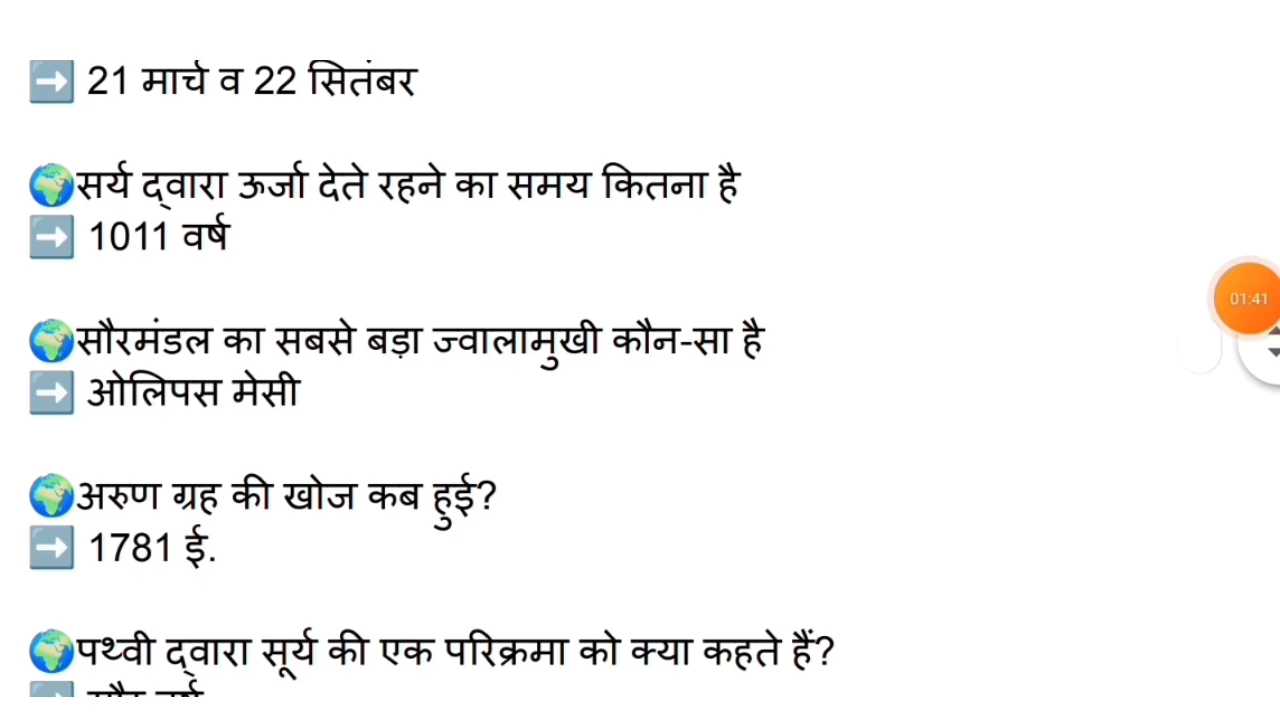 ➡️ 21 मार्च व 22 सितंबर
🌍सर्य द्वारा ऊर्जा देते रहने का समय कितना है
➡️ 1011 वर्ष
🌍सौरमंडल का सबसे बड़ा ज्वालामुखी कौन-सा है
➡️ ओलिपस मेसी
🌍अरुण ग्रह की खोज कब हुई?
➡️ 1781 ई.
🌍पथ्वी द्वारा सूर्य की एक परिक्रमा को क्या कहते हैं?
➡️ सौर वर्ष
01:41